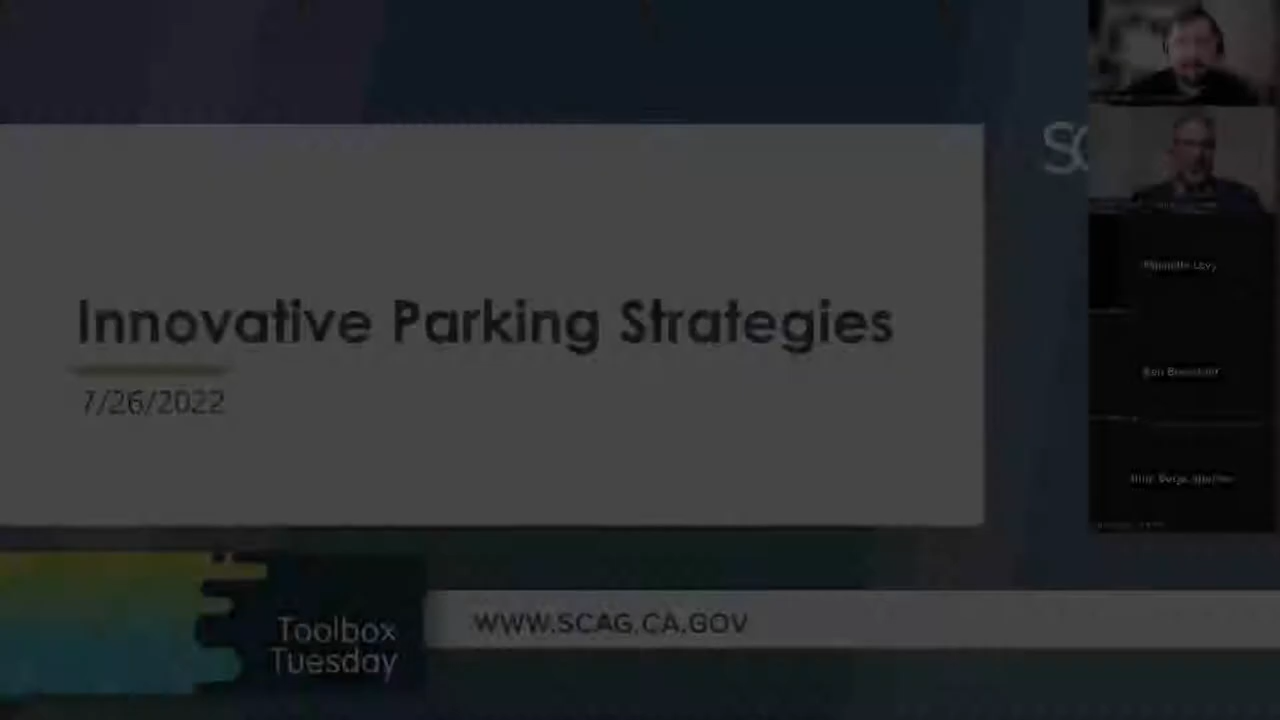 Innovative Parking Strategies
7/26/2022
Toolbox
Tuesday
WWW.SCAG.CA.GOV